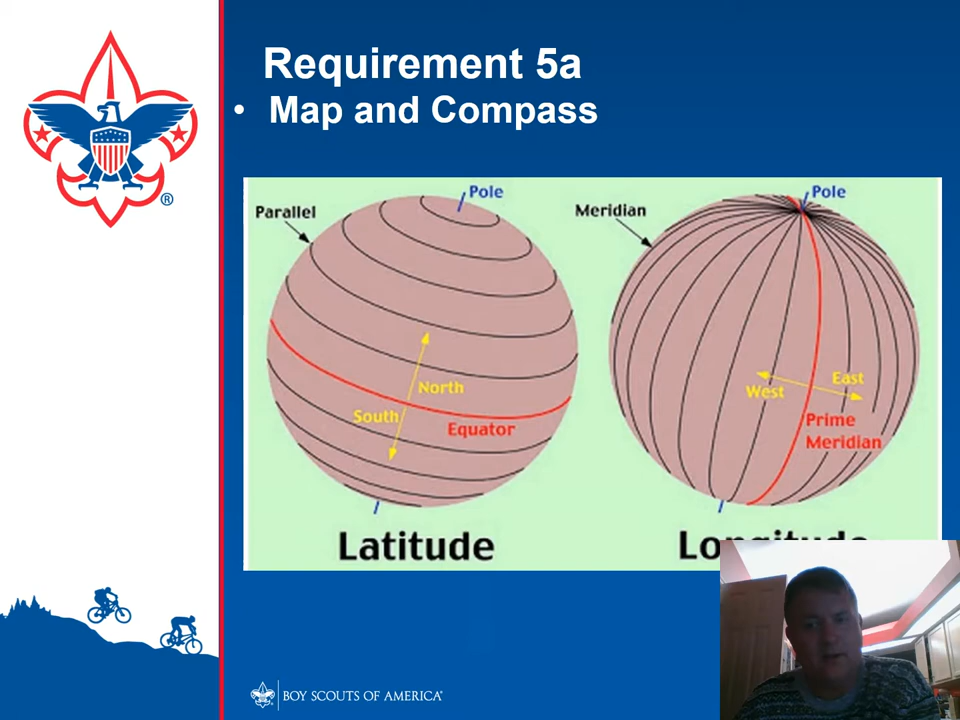 Requirement 5a
• Map and Compass
Pole
Parallel
North
South
Equator
Latitude
Pole
Meridian
East
West
Prime
Meridian
Longitude
BOY SCOUTS OF AMERICA®
®